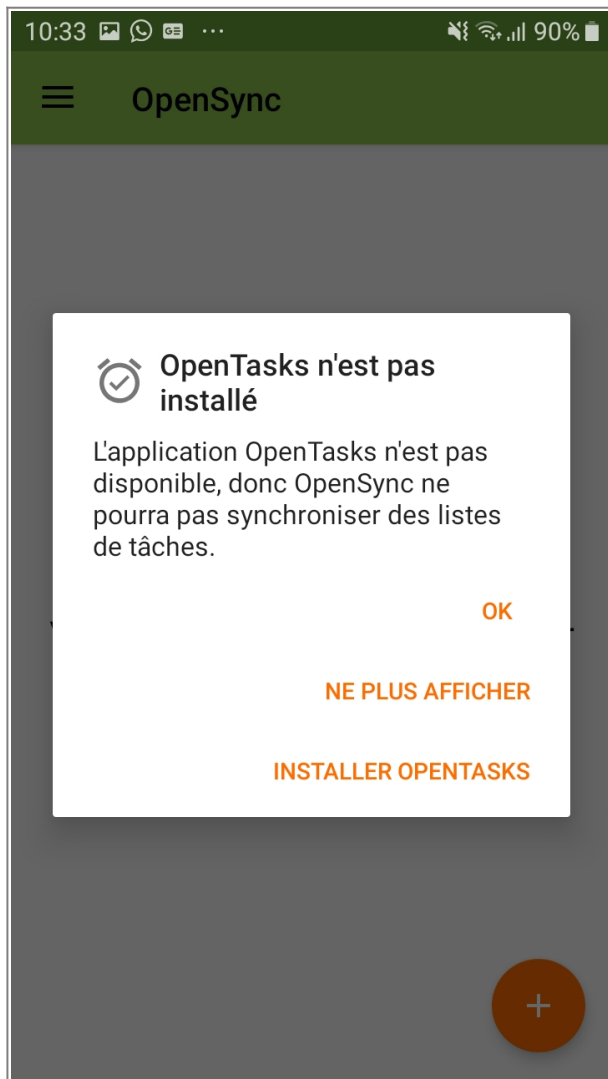 10:33 ... 90%
OpenSync
OpenTasks n'est pas
installé
L'application OpenTasks n'est pas
disponible, donc OpenSync ne
pourra pas synchroniser des listes
de tâches.
OK
NE PLUS AFFICHER
INSTALLER OPENTASKS
+